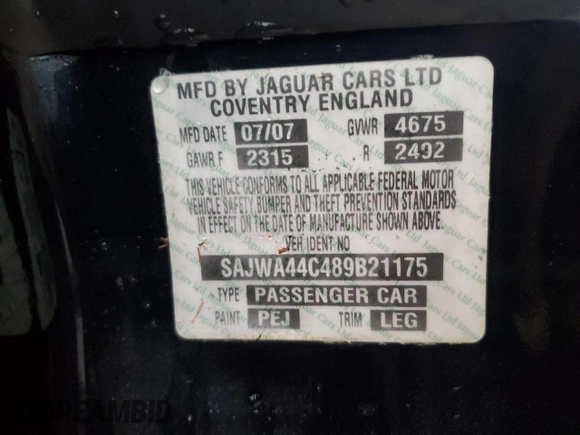 MFD BY JAGUAR CARS LTD
COVENTRY ENGLAND
MFD DATE 07/07 GVWR 4675
GAWR F 2315 R 2492
THIS VEHICLE CONFORMS TO ALL APPLICABLE FEDERAL MOTOR
VEHICLE SAFETY, BUMPER AND THEFT PREVENTION STANDARDS
IN EFFECT ON THE DATE OF MANUFACTURE SHOWN ABOVE.
VEH IDENT NO
SAJWA44C489B21175
TYPE PASSENGER CAR
PAINT PEJ TRIM LEG